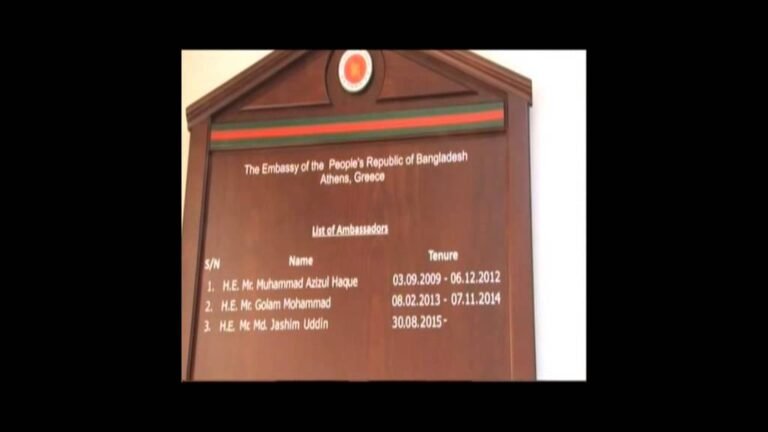 The Embassy of the People's Republic of Bangladesh
Athens, Greece
List of Ambassadors
S/N Name Tenure
1. H.E. Mr. Muhammad Azizul Haque 03.09.2009 - 06.12.2012
2. H.E. Mr. Golam Mohammad 08.02.2013 - 07.11.2014
3. H.E. Mr. Md. Jashim Uddin 30.08.2015 -